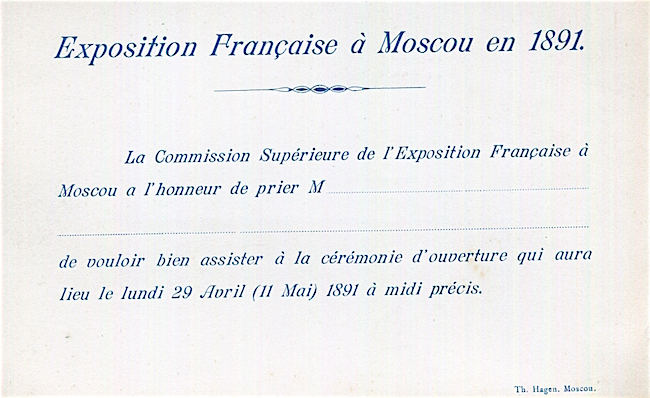 Exposition Française à Moscou en 1891.
La Commission Supérieure de l'Exposition Française à
Moscou a l'honneur de prier M
de vouloir bien assister à la cérémonie d'ouverture qui aura
lieu le lundi 29 Avril (11 Mai) 1891 à midi précis.
Th. Hagen, Moscou.